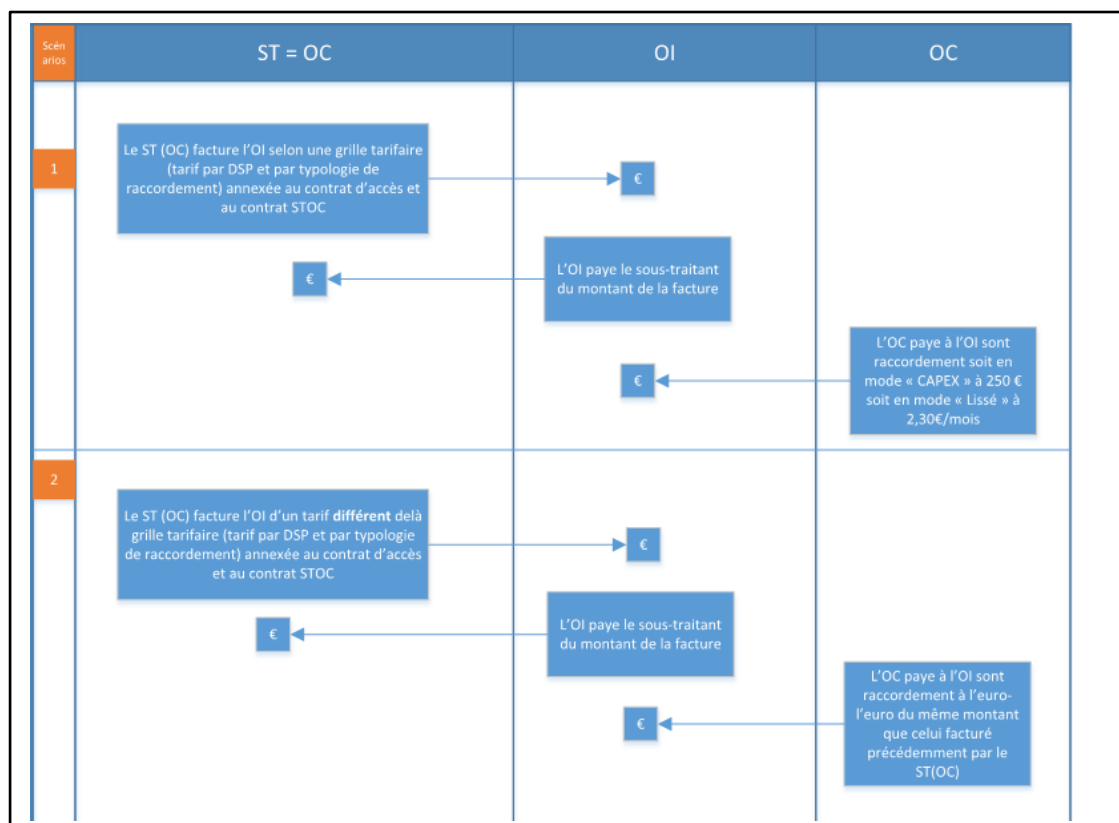 Scén
arios
ST = OC
OI
OC
1
Le ST (OC) facture l’OI selon une grille tarifaire
(tarif par DSP et par typologie de
raccordement) annexée au contrat d’accès et
au contrat STOC
€
€
L’OI paye le sous-traitant
du montant de la facture
€
L’OC paye à l’OI sont
raccordement soit en
mode « CAPEX » à 250 €
soit en mode « Lissé » à
2,30€/mois
2
Le ST (OC) facture l’OI d’un tarif différent delà
grille tarifaire (tarif par DSP et par typologie
de raccordement) annexée au contrat d’accès
et au contrat STOC
€
€
L’OI paye le sous-traitant
du montant de la facture
€
L’OC paye à l’OI sont
raccordement à l’euro-
l’euro du même montant
que celui facturé
précédemment par le
ST(OC)